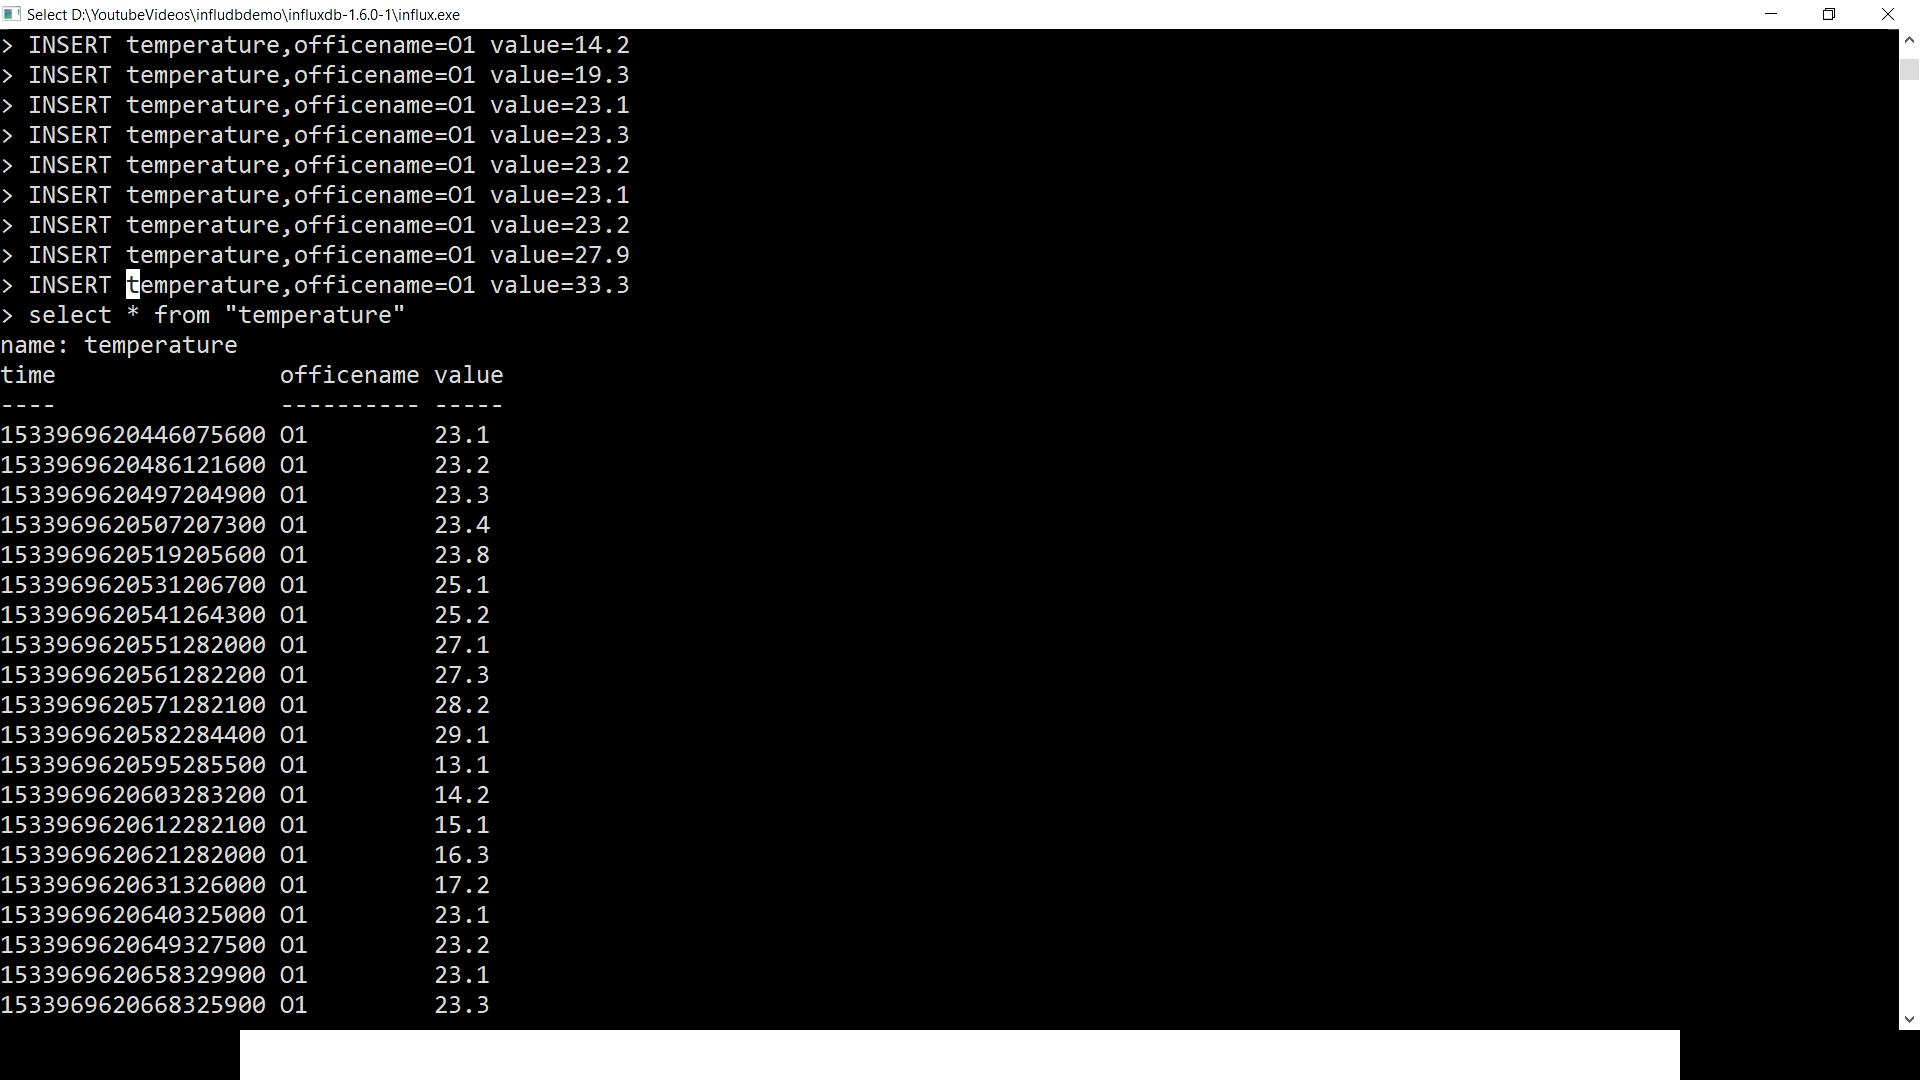 Select D:\YoutubeVideos\infludbdemo\influxdb-1.6.0-1\influx.exe
> INSERT temperature,officename=O1 value=14.2
> INSERT temperature,officename=O1 value=19.3
> INSERT temperature,officename=O1 value=23.1
> INSERT temperature,officename=O1 value=23.3
> INSERT temperature,officename=O1 value=23.2
> INSERT temperature,officename=O1 value=23.1
> INSERT temperature,officename=O1 value=23.2
> INSERT temperature,officename=O1 value=27.9
> INSERT temperature,officename=O1 value=33.3
> select * from "temperature"
name: temperature
time officename value
---- ---------- -----
1533969620446075600 O1 23.1
1533969620486121600 O1 23.2
1533969620497204900 O1 23.3
1533969620507207300 O1 23.4
1533969620519205600 O1 23.8
1533969620531206700 O1 25.1
1533969620541264300 O1 25.2
1533969620551282000 O1 27.1
1533969620561282200 O1 27.3
1533969620571282100 O1 28.2
1533969620582284400 O1 29.1
1533969620595285500 O1 13.1
1533969620603283200 O1 14.2
1533969620612282100 O1 15.1
1533969620621282000 O1 16.3
1533969620631326000 O1 17.2
1533969620640325000 O1 23.1
1533969620649327500 O1 23.2
1533969620658329900 O1 23.1
1533969620668325900 O1 23.3